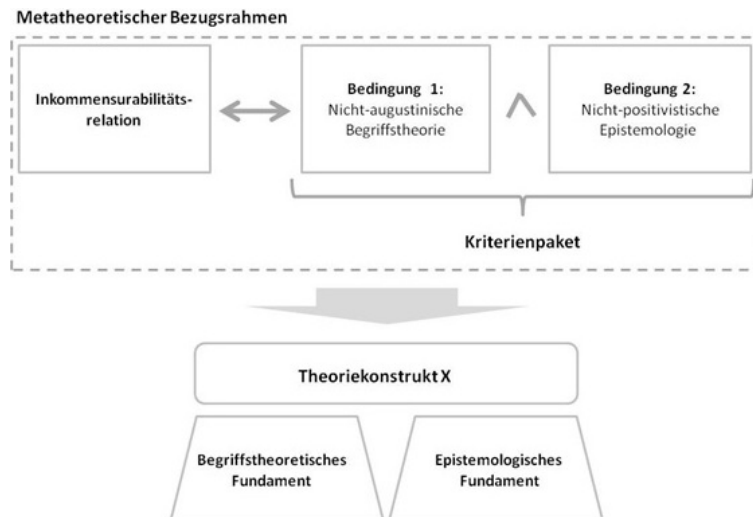 Metatheoretischer Bezugsrahmen
Inkommensurabilitäts-
relation
Bedingung 1:
Nicht-augustinische
Begriffstheorie
Bedingung 2:
Nicht-positivistische
Epistemologie
Kriterienpaket
Theoriekonstrukt X
Begriffstheoretisches
Fundament
Epistemologisches
Fundament